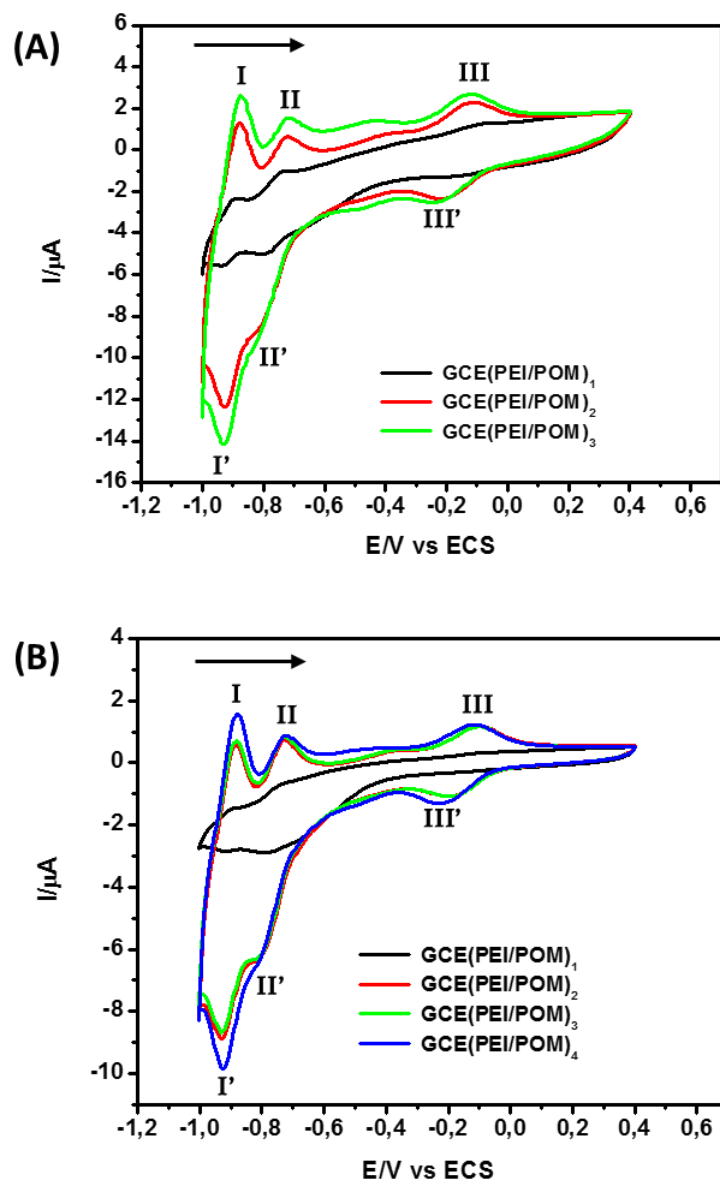 (A)
I
II
III
III'
II'
I'
6
4
2
0
-2
-4
-6
-8
-10
-12
-14
-16
I/µA
GCE(PEI/POM)₁
GCE(PEI/POM)₂
GCE(PEI/POM)₃
-1,2 -1,0 -0,8 -0,6 -0,4 -0,2 0,0 0,2 0,4 0,6
E/V vs ECS
(B)
I
II
III
III'
II'
I'
4
2
0
-2
-4
-6
-8
-10
I/µA
GCE(PEI/POM)₁
GCE(PEI/POM)₂
GCE(PEI/POM)₃
GCE(PEI/POM)₄
-1,2 -1,0 -0,8 -0,6 -0,4 -0,2 0,0 0,2 0,4 0,6
E/V vs ECS